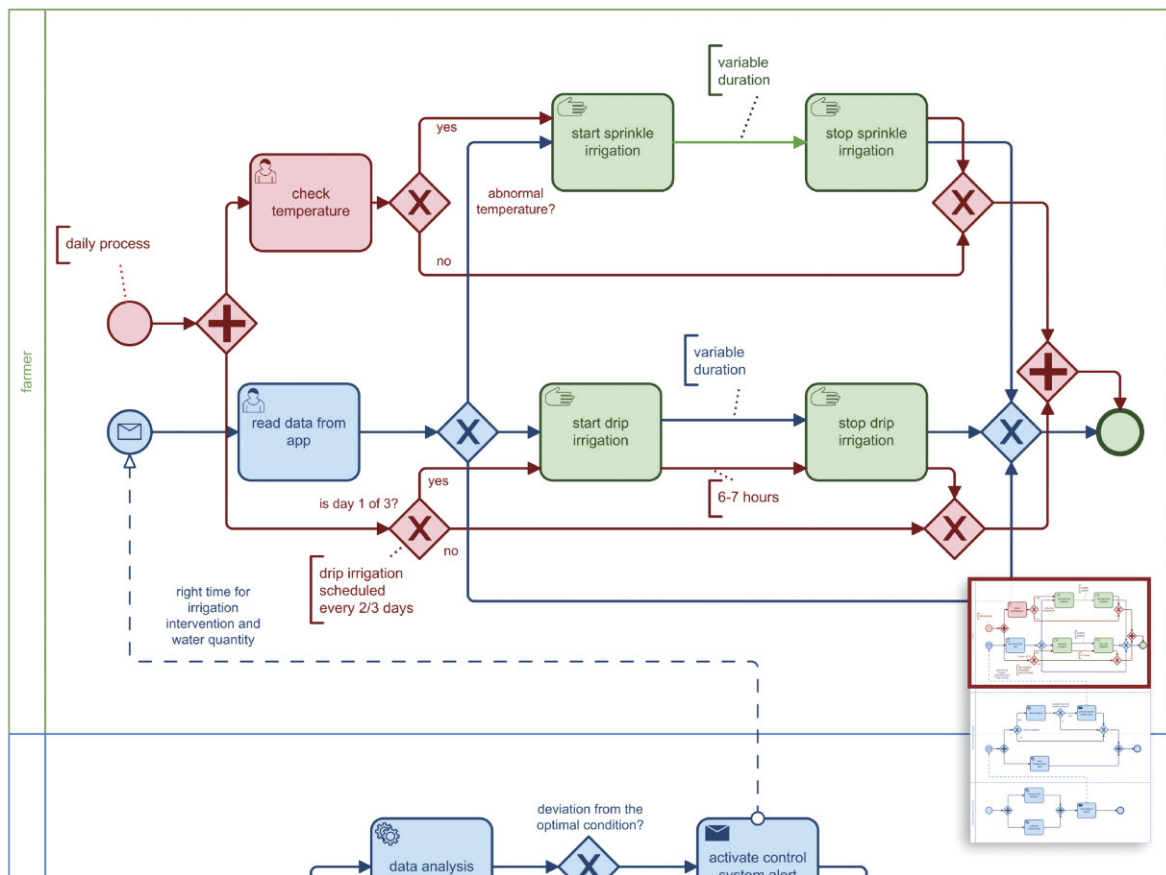 variable
duration
yes
start sprinkle
irrigation
stop sprinkle
irrigation
check
temperature
abnormal
temperature?
daily process
no
farmer
variable
duration
read data from
app
start drip
irrigation
stop drip
irrigation
yes
is day 1 of 3?
6-7 hours
no
drip irrigation
scheduled
every 2/3 days
right time for
irrigation
intervention and
water quantity
deviation from the
optimal condition?
data analysis
activate control
system alert